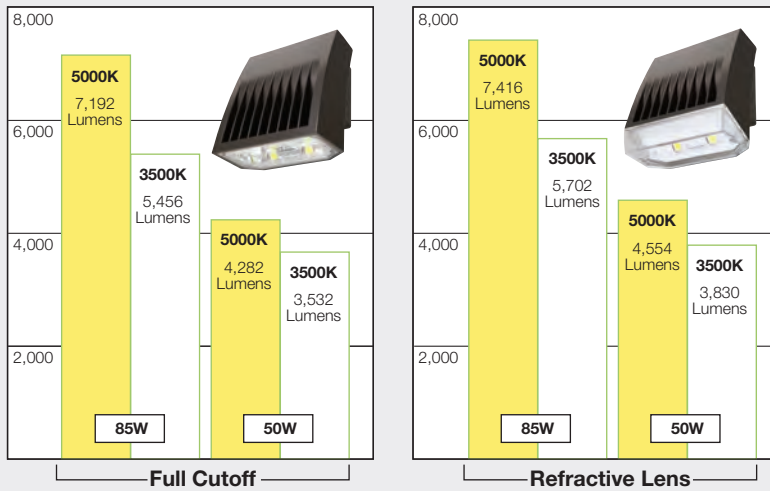 8,000
6,000
4,000
2,000
5000K
7,192
Lumens
3500K
5,456
Lumens
5000K
4,282
Lumens
3500K
3,532
Lumens
85W
50W
Full Cutoff
8,000
6,000
4,000
2,000
5000K
7,416
Lumens
3500K
5,702
Lumens
5000K
4,554
Lumens
3500K
3,830
Lumens
85W
50W
Refractive Lens